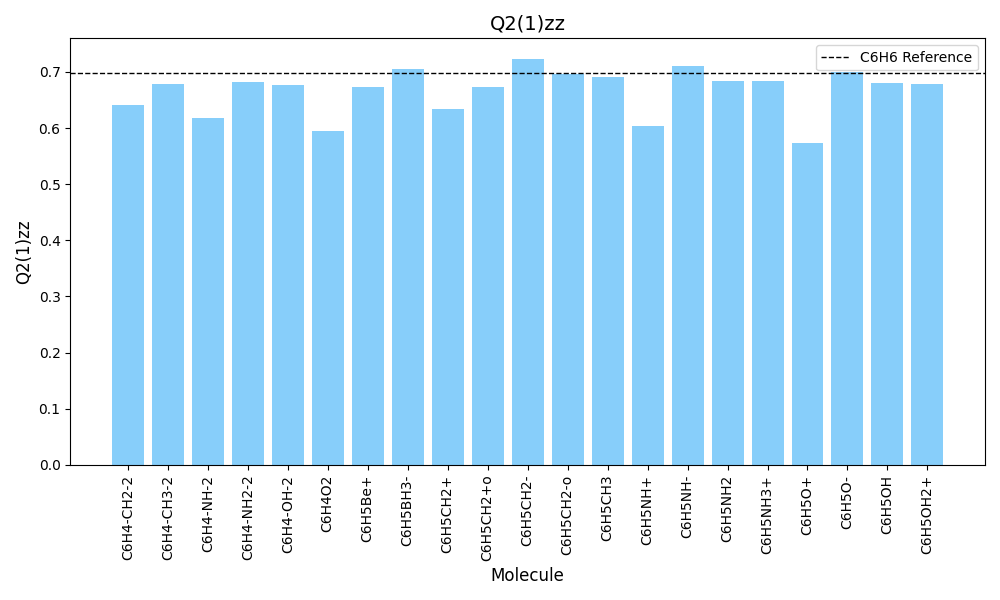 Q2(1)zz
C6H6 Reference
Q2(1)zz
0.7
0.6
0.5
0.4
0.3
0.2
0.1
0.0
C6H4-CH2-2
C6H4-CH3-2
C6H4-NH-2
C6H4-NH2-2
C6H4-OH-2
C6H4O2
C6H5Be+
C6H5BH3-
C6H5CH2+
C6H5CH2+o
C6H5CH2-
C6H5CH2-o
C6H5CH3
C6H5NH+
C6H5NH-
C6H5NH2
C6H5NH3+
C6H5O+
C6H5O-
C6H5OH
C6H5OH2+
Molecule